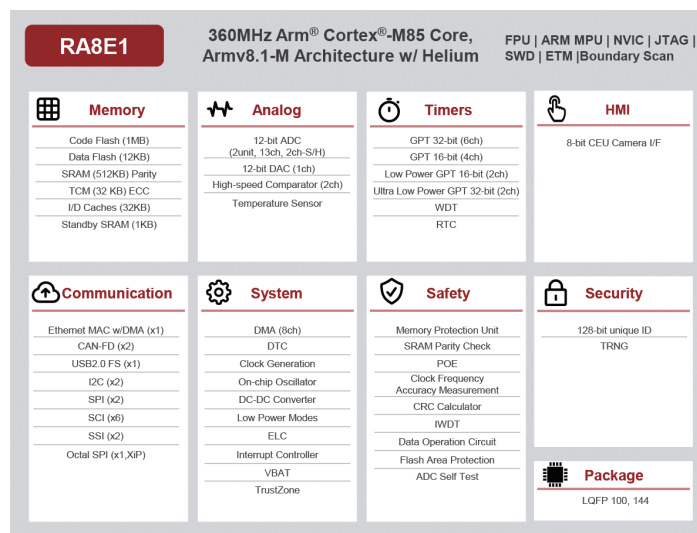 RA8E1
360MHz Arm® Cortex®-M85 Core,
Armv8.1-M Architecture w/ Helium
FPU | ARM MPU | NVIC | JTAG |
SWD | ETM |Boundary Scan
Memory
Code Flash (1MB)
Data Flash (12KB)
SRAM (512KB) Parity
TCM (32 KB) ECC
I/D Caches (32KB)
Standby SRAM (1KB)
Analog
12-bit ADC
(2unit, 13ch, 2ch-S/H)
12-bit DAC (1ch)
High-speed Comparator (2ch)
Temperature Sensor
Timers
GPT 32-bit (6ch)
GPT 16-bit (4ch)
Low Power GPT 16-bit (2ch)
Ultra Low Power GPT 32-bit (2ch)
WDT
RTC
HMI
8-bit CEU Camera I/F
Communication
Ethernet MAC w/DMA (x1)
CAN-FD (x2)
USB2.0 FS (x1)
I2C (x2)
SPI (x2)
SCI (x6)
SSI (x2)
Octal SPI (x1,XiP)
System
DMA (8ch)
DTC
Clock Generation
On-chip Oscillator
DC-DC Converter
Low Power Modes
ELC
Interrupt Controller
VBAT
TrustZone
Safety
Memory Protection Unit
SRAM Parity Check
POE
Clock Frequency
Accuracy Measurement
CRC Calculator
IWDT
Data Operation Circuit
Flash Area Protection
ADC Self Test
Security
128-bit unique ID
TRNG
Package
LQFP 100, 144